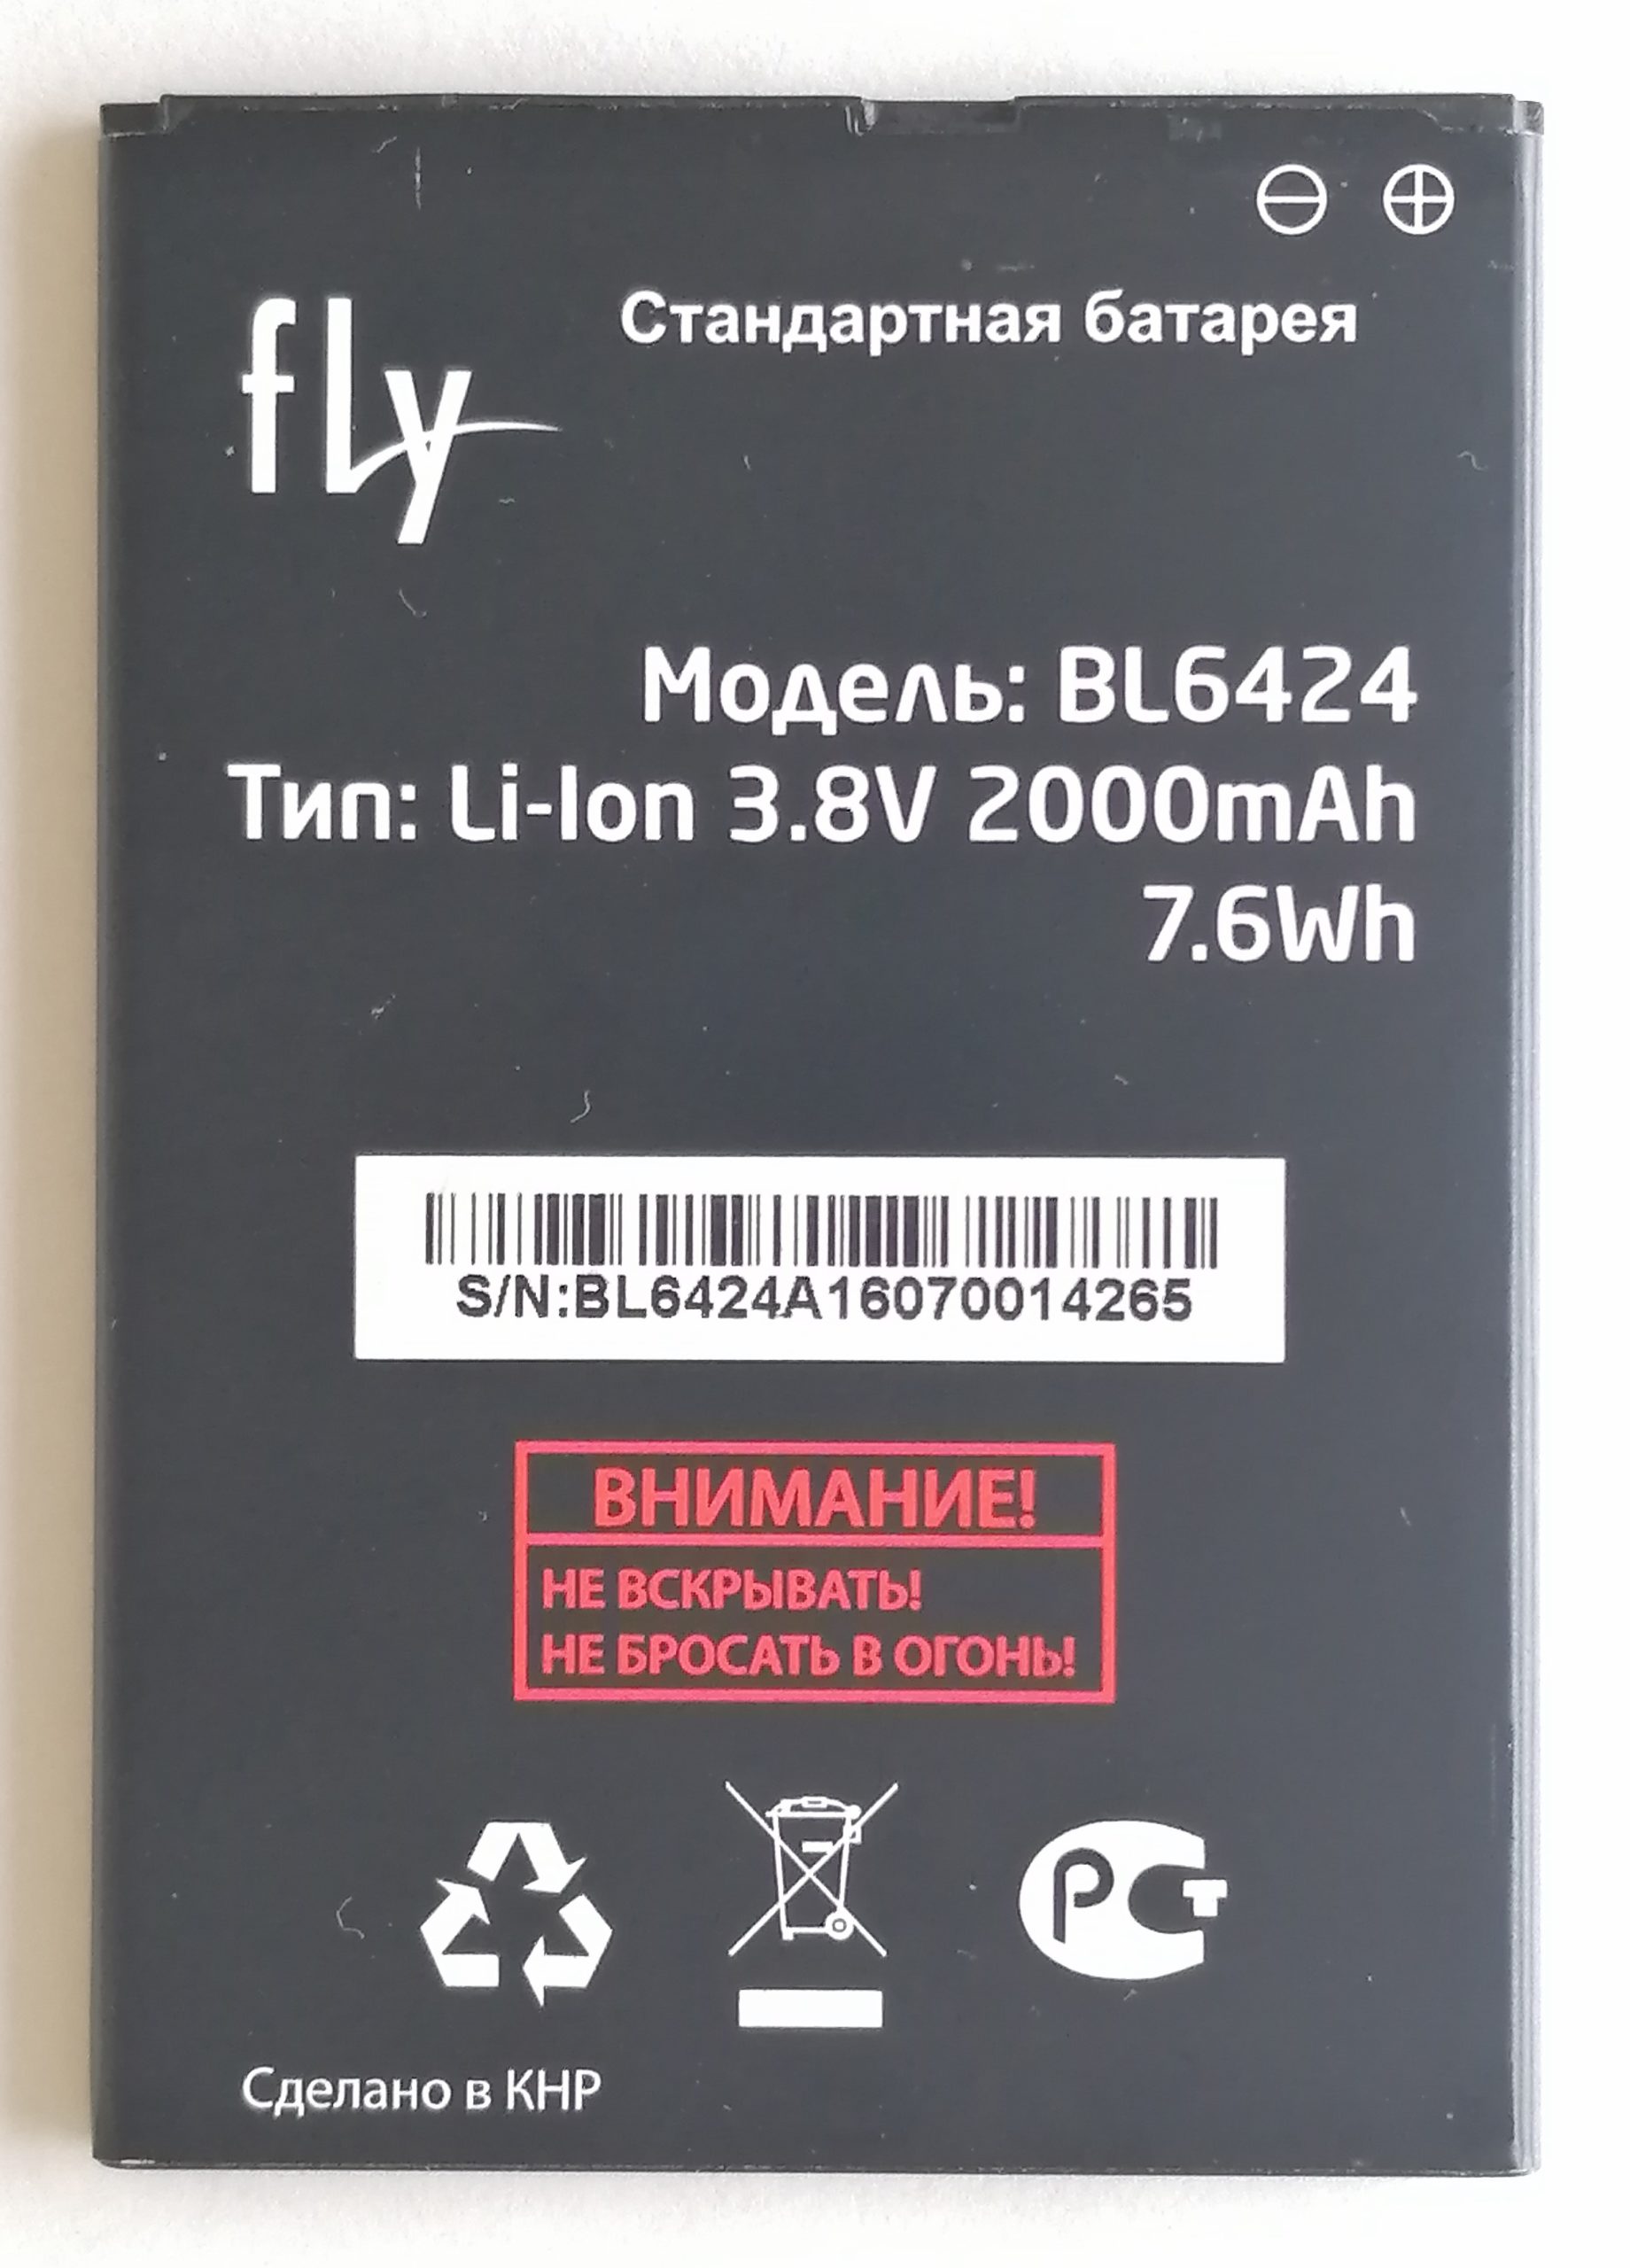 Стандартная батарея
fly
Модель: BL6424
Тип: Li-Ion 3.8V 2000mAh
7.6Wh
S/N:BL6424A16070014265
ВНИМАНИЕ!
НЕ ВСКРЫВАТЬ!
НЕ БРОСАТЬ В ОГОНЬ!
РСТ
Сделано в КНР